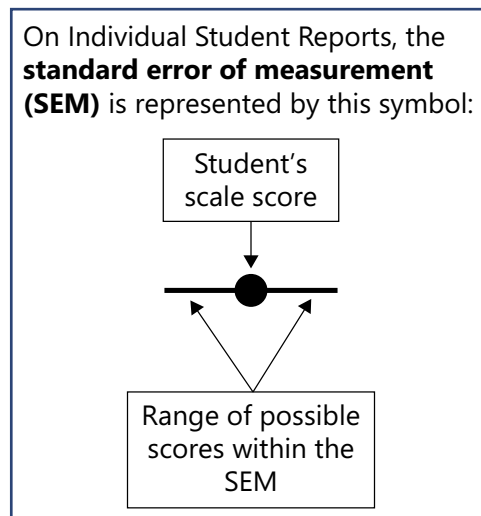 On Individual Student Reports, the
standard error of measurement
(SEM) is represented by this symbol:
Student’s
scale score
Range of possible
scores within the
SEM